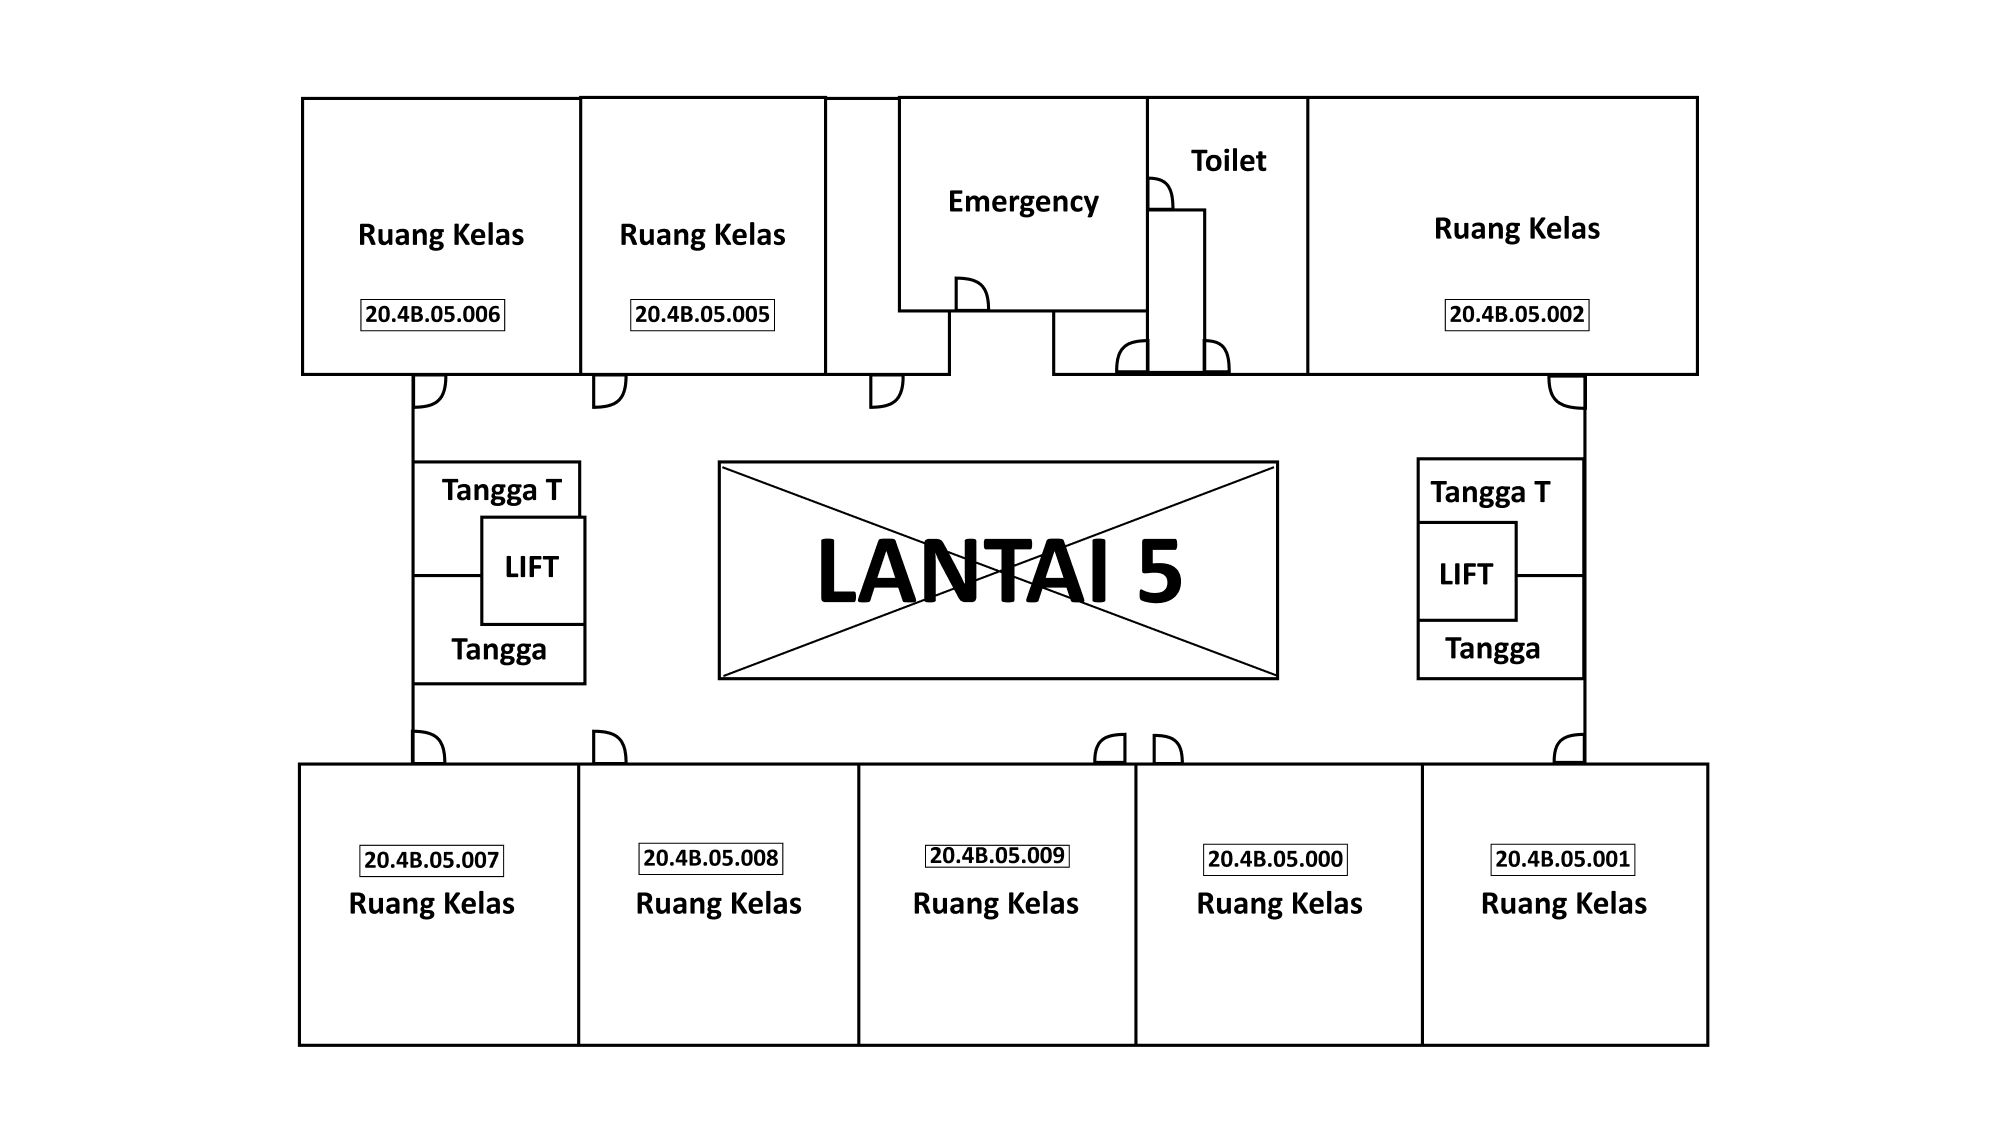 Toilet
Emergency
Ruang Kelas
Ruang Kelas
Ruang Kelas
20.4B.05.006
20.4B.05.005
20.4B.05.002
Tangga T
Tangga T
LANTAI 5
LIFT
LIFT
Tangga
Tangga
20.4B.05.007
20.4B.05.008
20.4B.05.009
20.4B.05.000
20.4B.05.001
Ruang Kelas
Ruang Kelas
Ruang Kelas
Ruang Kelas
Ruang Kelas